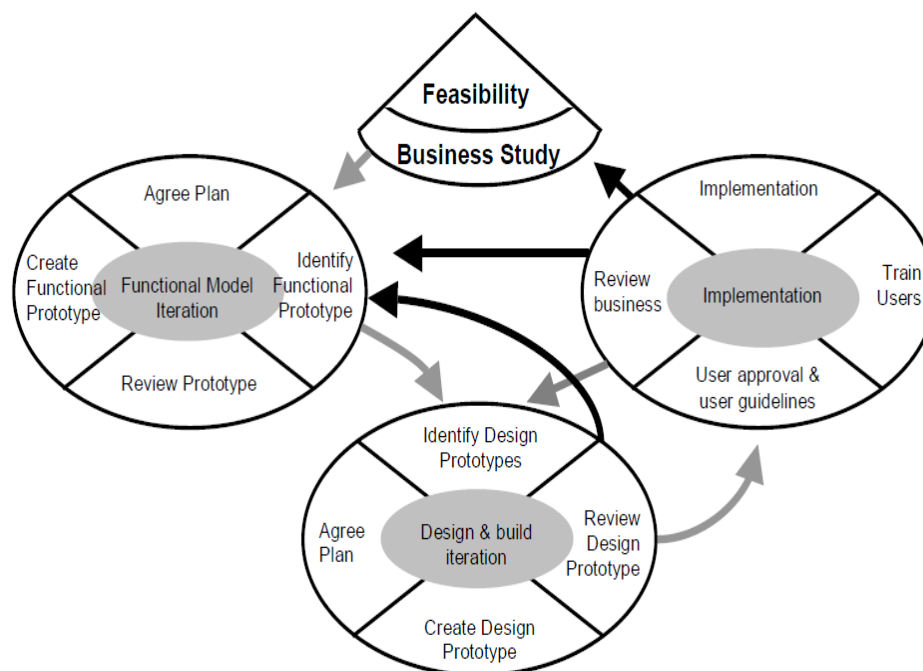 Feasibility
Business Study
Agree Plan
Create
Functional
Prototype
Functional Model
Iteration
Identify
Functional
Prototype
Review Prototype
Implementation
Review
business
Implementation
Train
Users
User approval &
user guidelines
Identify Design
Prototypes
Agree
Plan
Design & build
iteration
Review
Design
Prototype
Create Design
Prototype